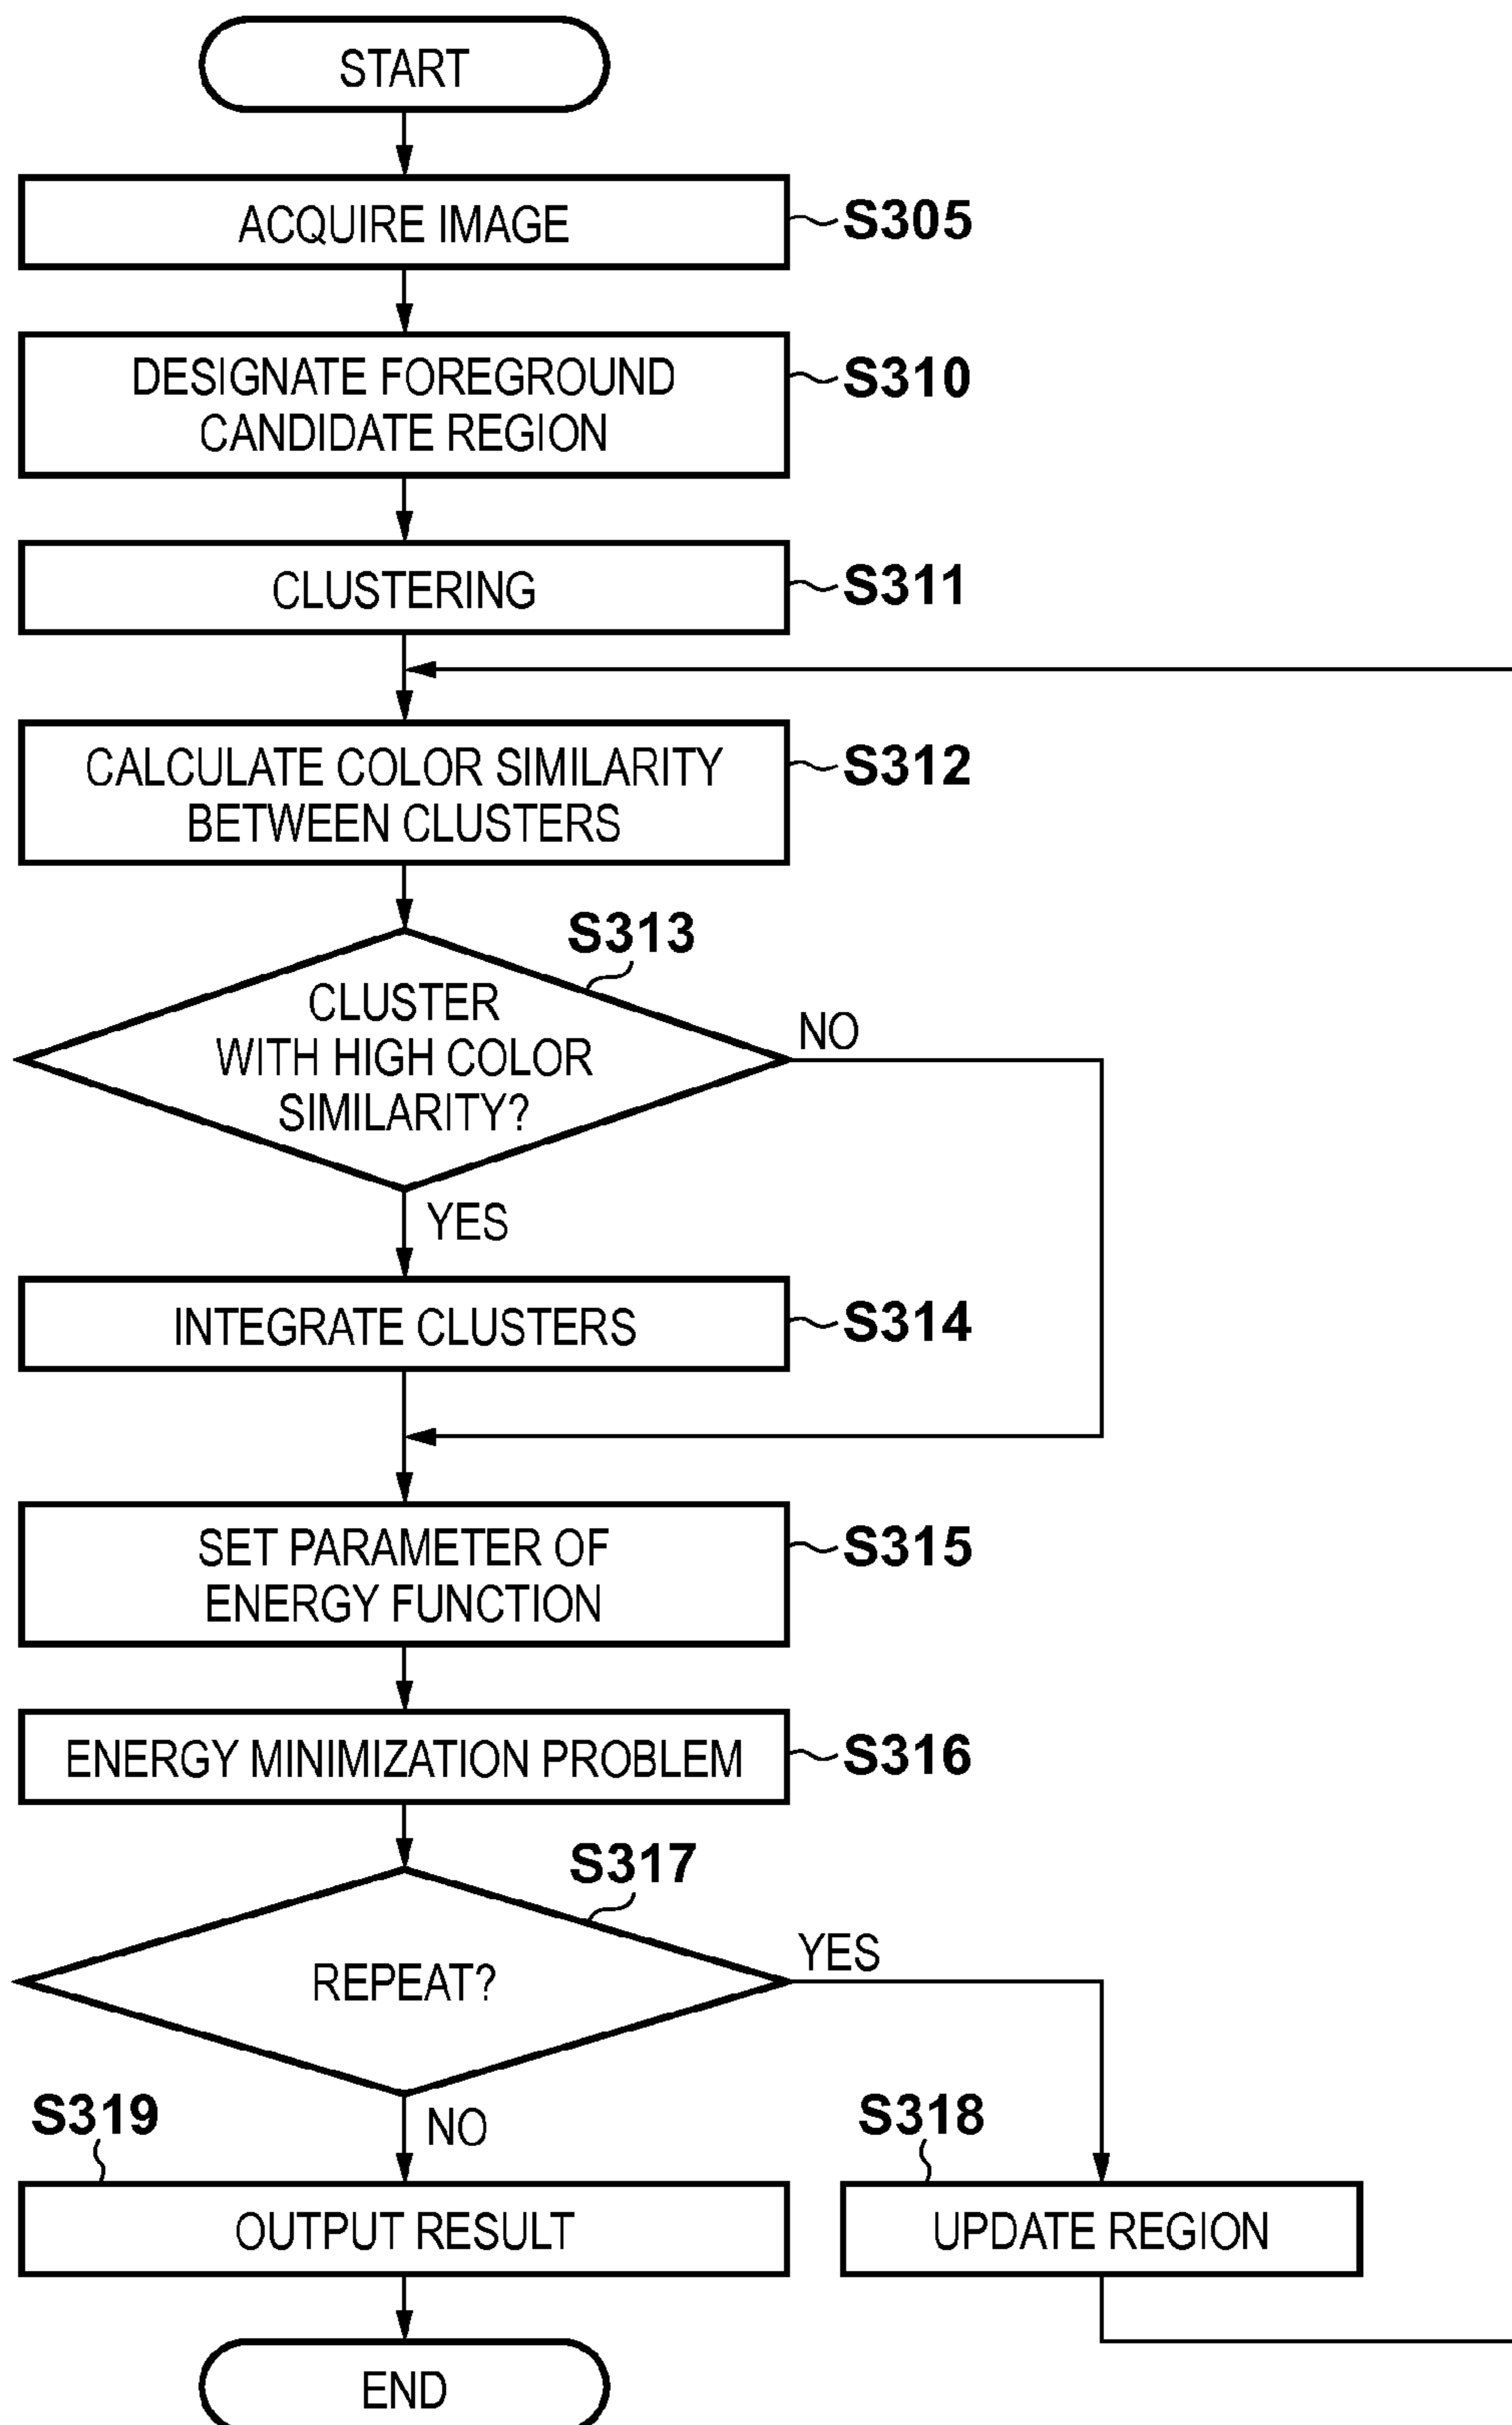 START
ACQUIRE IMAGE
S305
DESIGNATE FOREGROUND
CANDIDATE REGION
S310
CLUSTERING
S311
CALCULATE COLOR SIMILARITY
BETWEEN CLUSTERS
S312
S313
CLUSTER
WITH HIGH COLOR
SIMILARITY?
NO
YES
INTEGRATE CLUSTERS
S314
SET PARAMETER OF
ENERGY FUNCTION
S315
ENERGY MINIMIZATION PROBLEM
S316
S317
REPEAT?
YES
NO
S319
OUTPUT RESULT
S318
UPDATE REGION
END